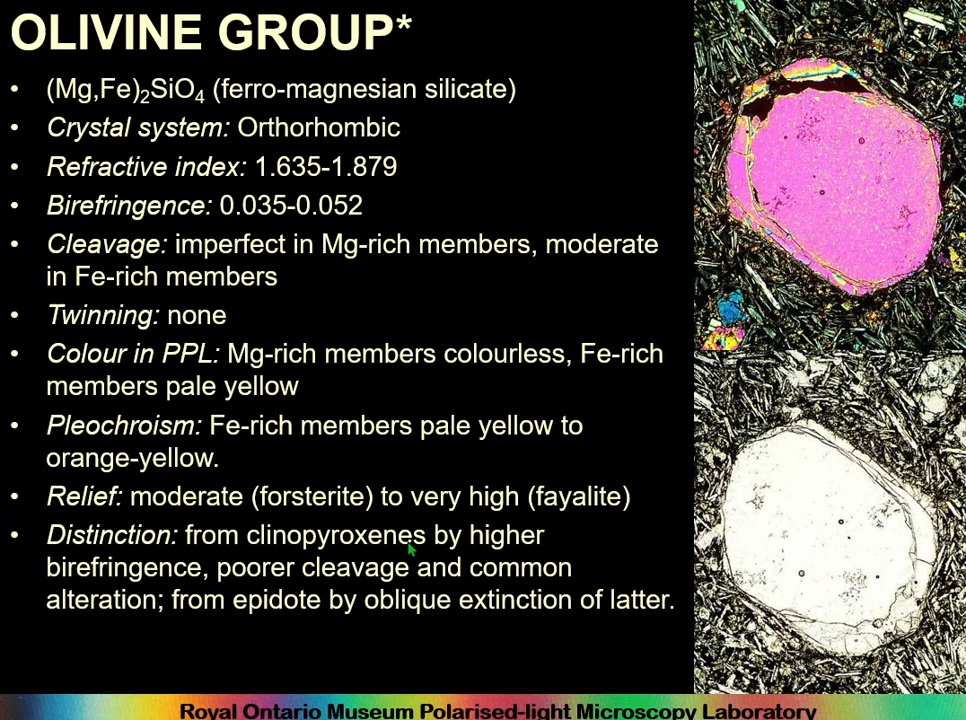 OLIVINE GROUP*
• (Mg,Fe)₂SiO₄ (ferro-magnesian silicate)
• Crystal system: Orthorhombic
• Refractive index: 1.635-1.879
• Birefringence: 0.035-0.052
• Cleavage: imperfect in Mg-rich members, moderate
in Fe-rich members
• Twinning: none
• Colour in PPL: Mg-rich members colourless, Fe-rich
members pale yellow
• Pleochroism: Fe-rich members pale yellow to
orange-yellow.
• Relief: moderate (forsterite) to very high (fayalite)
• Distinction: from clinopyroxenes by higher
birefringence, poorer cleavage and common
alteration; from epidote by oblique extinction of latter.
Royal Ontario Museum Polarised-light Microscopy Laboratory